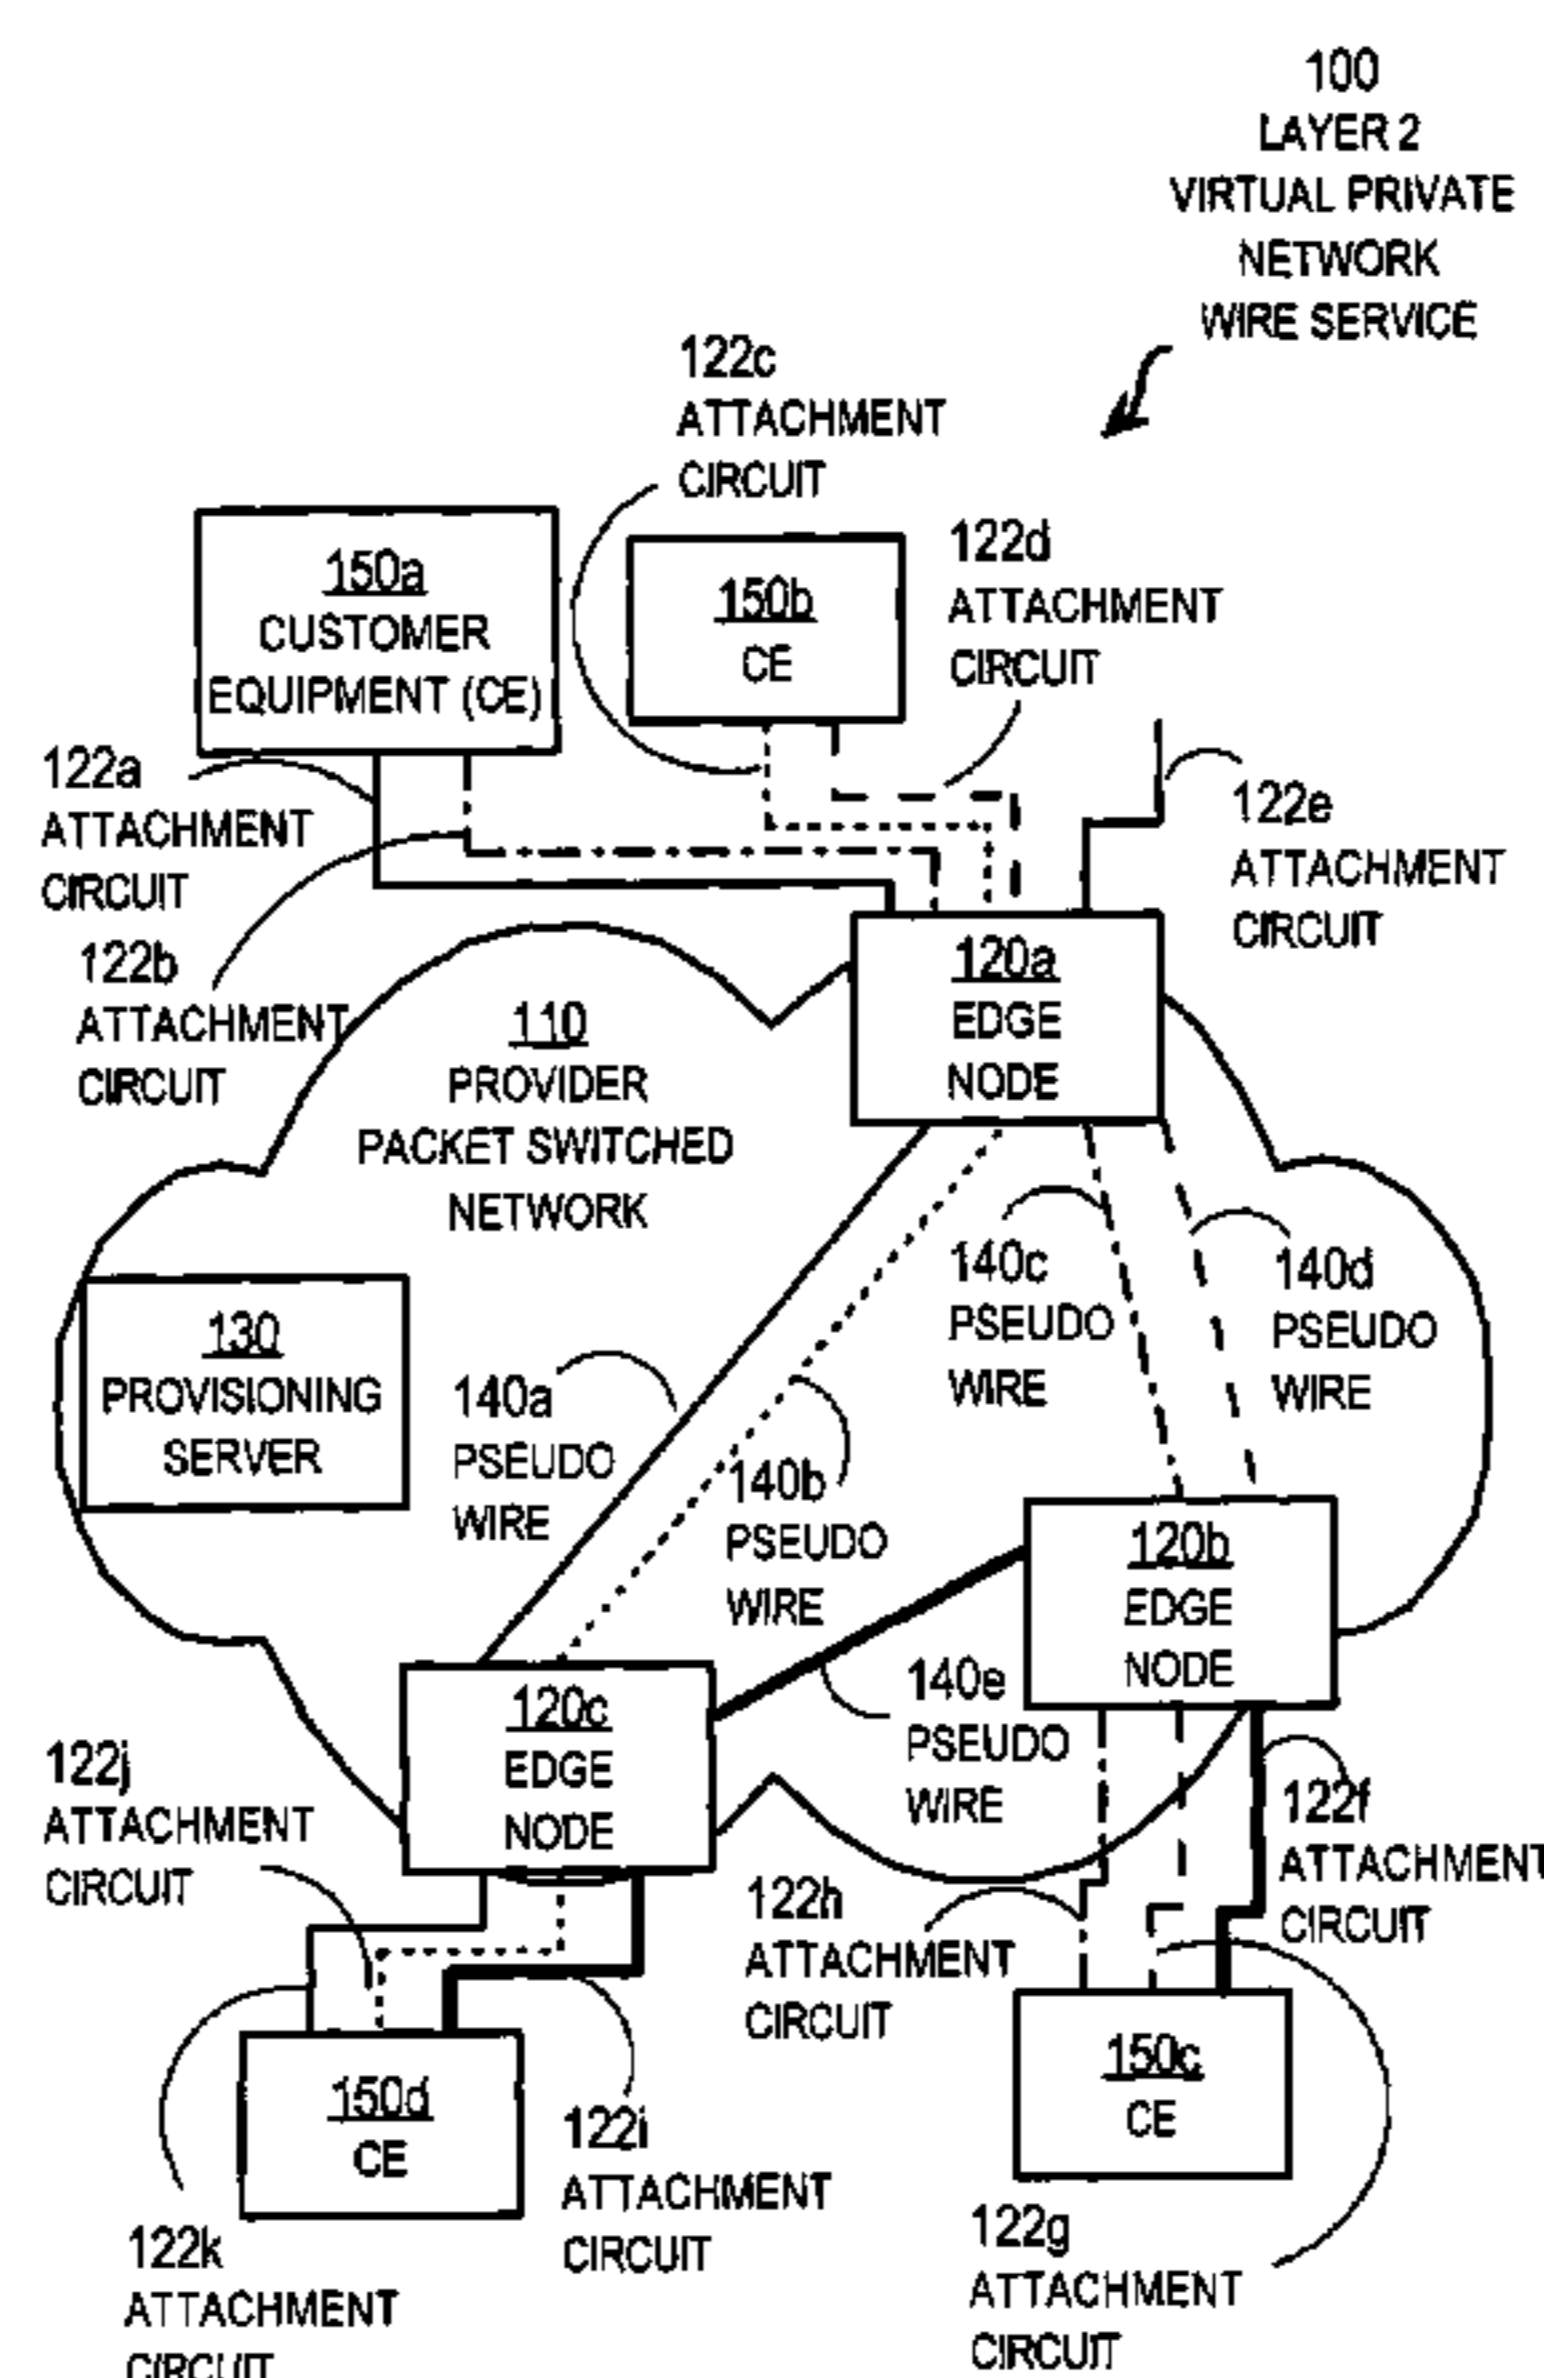 100
LAYER 2
VIRTUAL PRIVATE
NETWORK
WIRE SERVICE
122c
ATTACHMENT
CIRCUIT
150a
CUSTOMER
EQUIPMENT (CE)
150b
CE
122d
ATTACHMENT
CIRCUIT
122a
ATTACHMENT
CIRCUIT
122e
ATTACHMENT
CIRCUIT
122b
ATTACHMENT
CIRCUIT
110
PROVIDER
PACKET SWITCHED
NETWORK
120a
EDGE
NODE
130
PROVISIONING
SERVER
140a
PSEUDO
WIRE
140b
PSEUDO
WIRE
140c
PSEUDO
WIRE
140d
PSEUDO
WIRE
120b
EDGE
NODE
120c
EDGE
NODE
140e
PSEUDO
WIRE
122j
ATTACHMENT
CIRCUIT
122h
ATTACHMENT
CIRCUIT
122f
ATTACHMENT
CIRCUIT
150d
CE
150c
CE
122i
ATTACHMENT
CIRCUIT
122k
ATTACHMENT
CIRCUIT
122g
ATTACHMENT
CIRCUIT